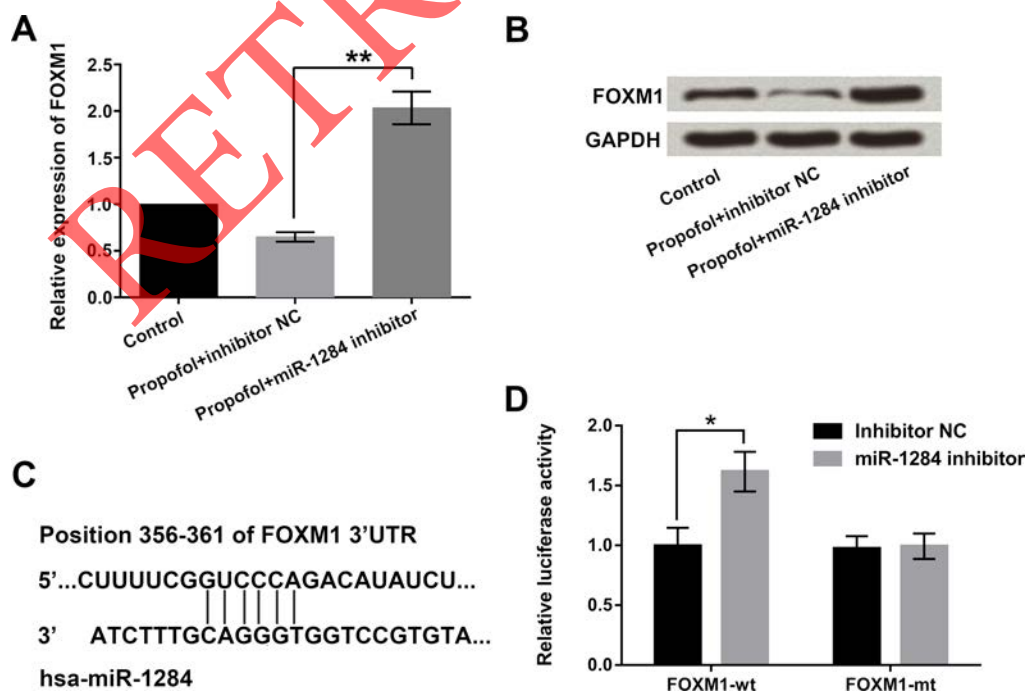 A
RETR
Relative expression of FOXM1
2.5
2.0
1.5
1.0
0.5
0.0
**
Control
Propofol+inhibitor NC
Propofol+miR-1284 inhibitor
B
FOXM1
GAPDH
Control
Propofol+inhibitor NC
Propofol+miR-1284 inhibitor
C
Position 356-361 of FOXM1 3’UTR
5’...CUUUUCGGUCCCAGACAUAUCU...
3’ ATCTTTGCAGGGTGGTCCGTGTA...
hsa-miR-1284
D
Relative luciferase activity
2.0
1.5
1.0
0.5
0.0
*
Inhibitor NC
miR-1284 inhibitor
FOXM1-wt
FOXM1-mt